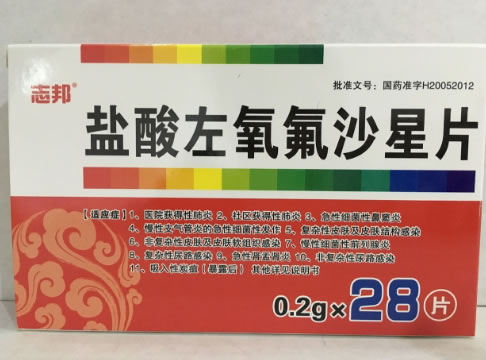 志邦®
批准文号：国药准字H20052012
盐酸左氧氟沙星片
【适应症】1、医院获得性肺炎 2、社区获得性肺炎 3、急性细菌性鼻窦炎
4、慢性支气管炎的急性细菌性发作 5、复杂性皮肤及皮肤结构感染
6、非复杂性皮肤及皮肤软组织感染 7、慢性细菌性前列腺炎
8、复杂性尿路感染 9、急性肾盂肾炎 10、非复杂性尿路感染
11、吸入性炭疽（暴露后） 其他详见说明书
0.2g×28片